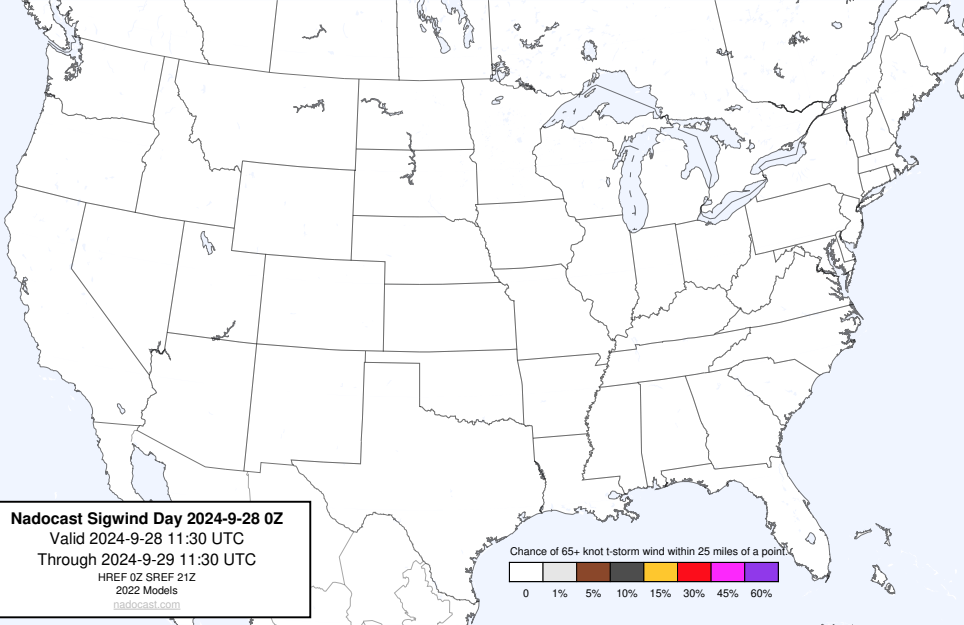 Nadocast Sigwind Day 2024-9-28 0Z
Valid 2024-9-28 11:30 UTC
Through 2024-9-29 11:30 UTC
HREF 0Z SREF 21Z
2022 Models
nadocast.com
Chance of 65+ knot t-storm wind within 25 miles of a point.
0 1% 5% 10% 15% 30% 45% 60%